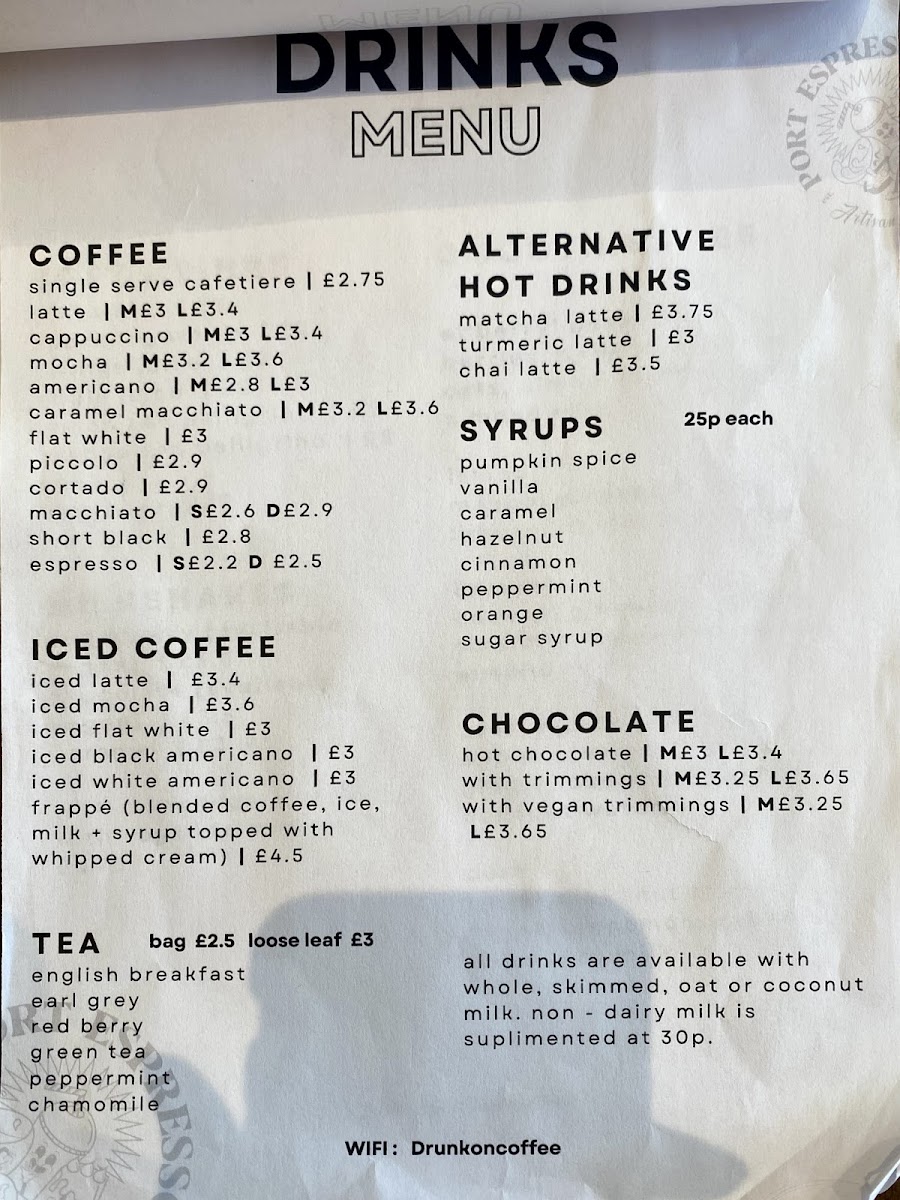 DRINKS
MENU
PORT ESPRESS
Artisan
COFFEE
single serve cafetiere | £2.75
latte | M£3 L£3.4
cappuccino | M£3 L£3.4
mocha | M£3.2 L£3.6
americano | M£2.8 L£3
caramel macchiato | M£3.2 L£3.6
flat white | £3
piccolo | £2.9
cortado | £2.9
macchiato | S£2.6 D£2.9
short black | £2.8
espresso | S£2.2 D £2.5
ICED COFFEE
iced latte | £3.4
iced mocha | £3.6
iced flat white | £3
iced black americano | £3
iced white americano | £3
frappé (blended coffee, ice,
milk + syrup topped with
whipped cream) | £4.5
TEA bag £2.5 loose leaf £3
english breakfast
earl grey
red berry
green tea
peppermint
chamomile
ALTERNATIVE
HOT DRINKS
matcha latte | £3.75
turmeric latte | £3
chai latte | £3.5
SYRUPS 25p each
pumpkin spice
vanilla
caramel
hazelnut
cinnamon
peppermint
orange
sugar syrup
CHOCOLATE
hot chocolate | M£3 L£3.4
with trimmings | M£3.25 L£3.65
with vegan trimmings | M£3.25
L£3.65
all drinks are available with
whole, skimmed, oat or coconut
milk. non - dairy milk is
suplimented at 30p.
RT ESPRESSO
WIFI: Drunkoncoffee